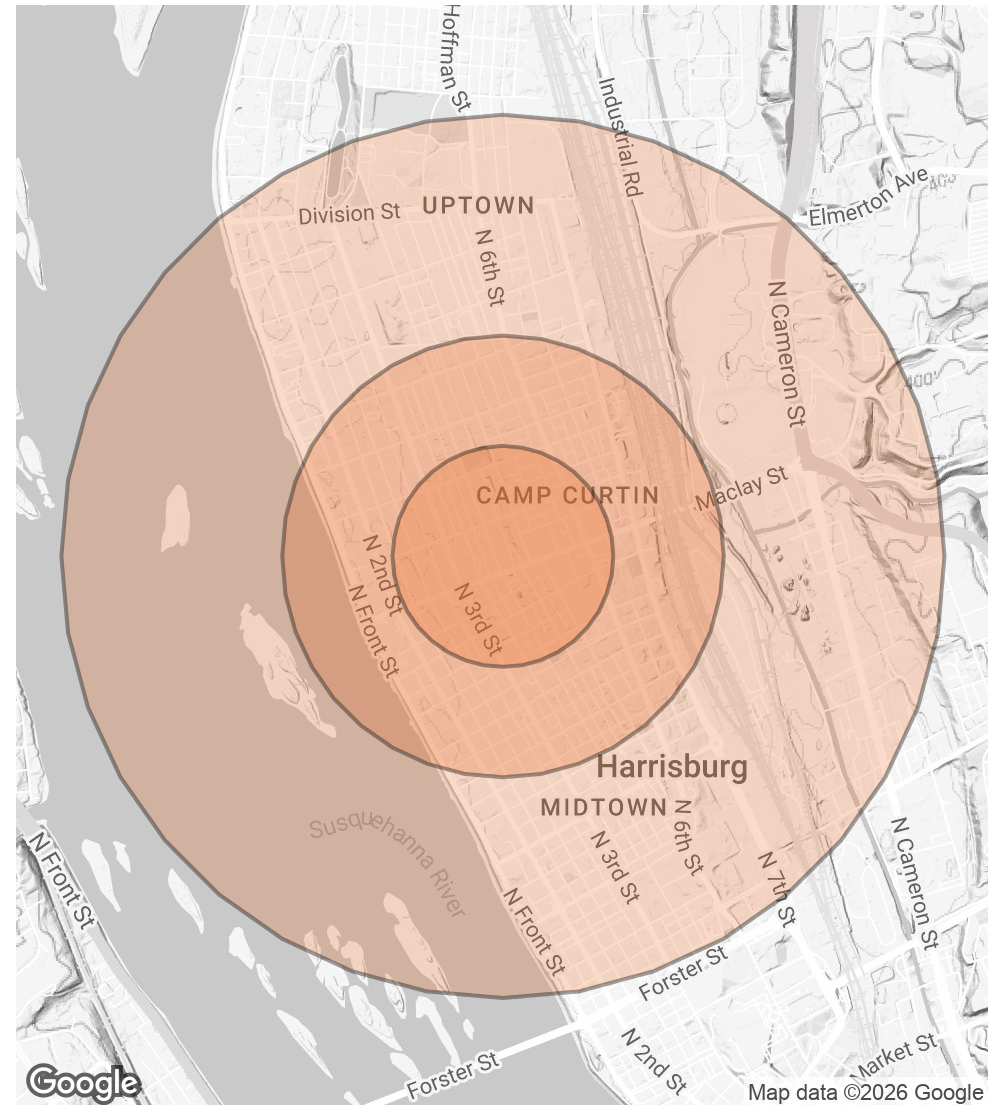 Hoffman St
Industrial Rd
Elmerton Ave
Division St
UPTOWN
N 6th St
N Cameron St
400'
CAMP CURTIN
Maclay St
N 2nd St
N Front St
N 3rd St
Harrisburg
MIDTOWN
N 6th St
Susquehanna River
N 3rd St
N 7th St
N Cameron St
N Front St
N Front St
Forster St
N 2nd St
Market St
Forster St
Google
Map data ©2026 Google